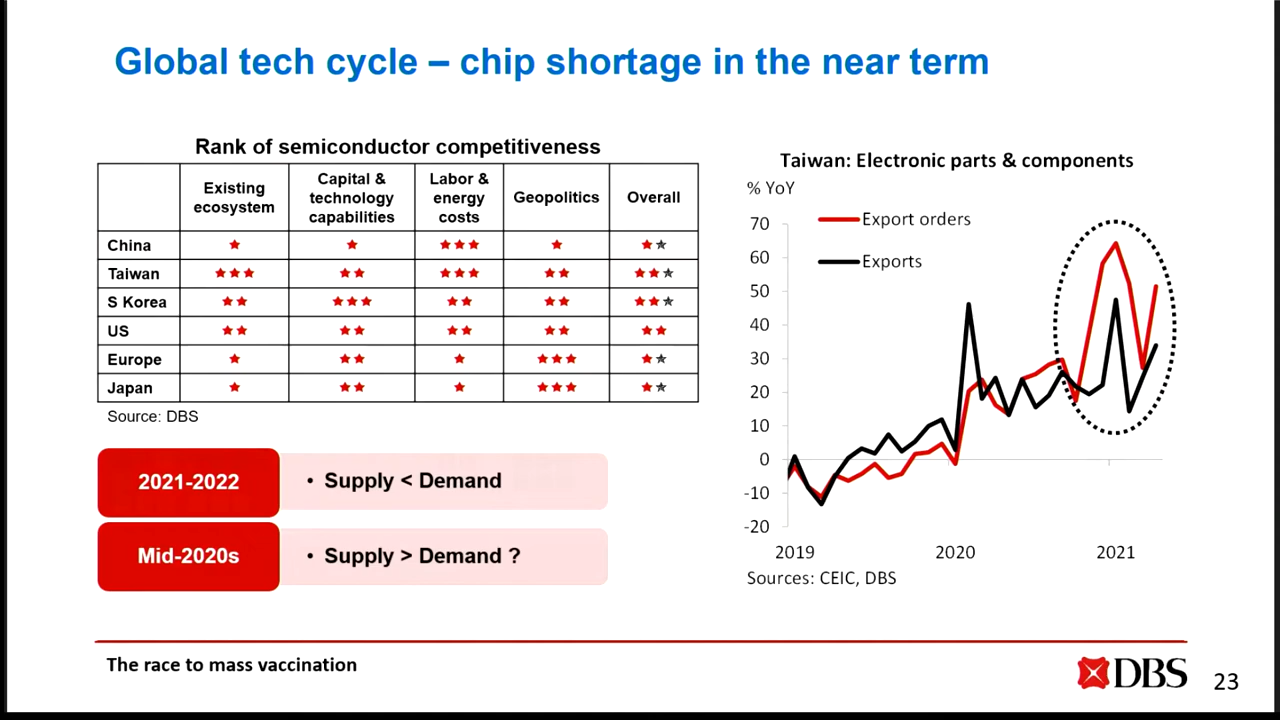 Global tech cycle – chip shortage in the near term
Rank of semiconductor competitiveness
Existing ecosystem
Capital & technology capabilities
Labor & energy costs
Geopolitics
Overall
China ★ ★ ★★★ ★ ★★
Taiwan ★★★ ★★ ★★★ ★★ ★★★
S Korea ★★ ★★★ ★★ ★★ ★★★
US ★★ ★★ ★★ ★★ ★★
Europe ★ ★★ ★ ★★★ ★★
Japan ★ ★★ ★ ★★★ ★★
Source: DBS
2021-2022
• Supply < Demand
Mid-2020s
• Supply > Demand ?
Taiwan: Electronic parts & components
% YoY
Export orders
Exports
70
60
50
40
30
20
10
0
-10
-20
2019 2020 2021
Sources: CEIC, DBS
The race to mass vaccination
DBS
23